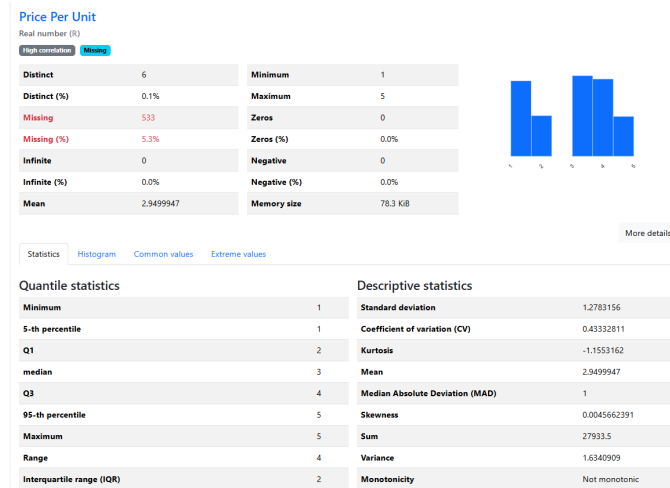 Price Per Unit
Real number (R)
High correlation Missing
Distinct 6 Minimum 1
Distinct (%) 0.1% Maximum 5
Missing 533 Zeros 0
Missing (%) 5.3% Zeros (%) 0.0%
Infinite 0 Negative 0
Infinite (%) 0.0% Negative (%) 0.0%
Mean 2.9499947 Memory size 78.3 KiB
1 2 3 4 5
More details
Statistics Histogram Common values Extreme values
Quantile statistics Descriptive statistics
Minimum 1 Standard deviation 1.2783156
5-th percentile 1 Coefficient of variation (CV) 0.43332811
Q1 2 Kurtosis -1.1553162
median 3 Mean 2.9499947
Q3 4 Median Absolute Deviation (MAD) 1
95-th percentile 5 Skewness 0.0045662391
Maximum 5 Sum 27933.5
Range 4 Variance 1.6340909
Interquartile range (IQR) 2 Monotonicity Not monotonic